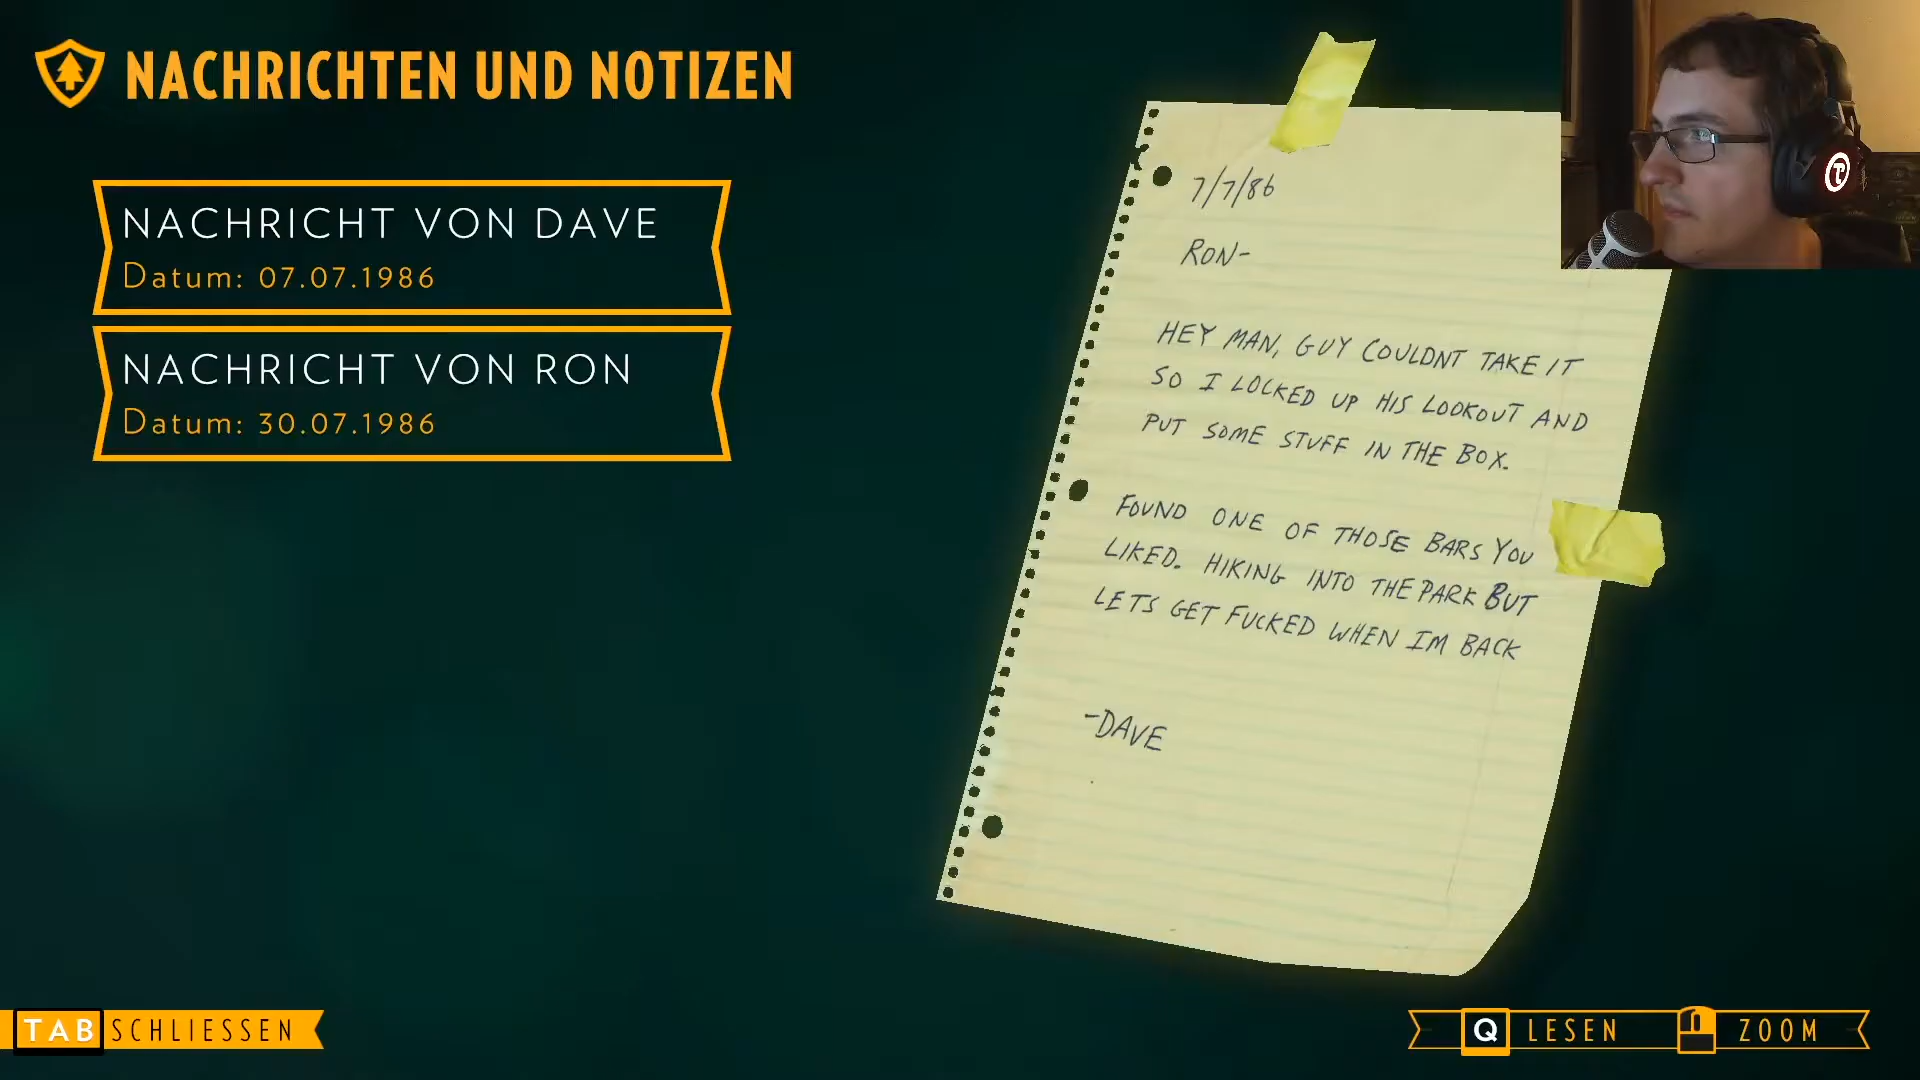 NACHRICHTEN UND NOTIZEN
NACHRICHT VON DAVE
Datum: 07.07.1986
NACHRICHT VON RON
Datum: 30.07.1986
7/7/86
RON-
HEY MAN, GUY COULDNT TAKE IT
SO I LOCKED UP HIS LOOKOUT AND
PUT SOME STUFF IN THE BOX.
FOUND ONE OF THOSE BARS YOU
LIKED. HIKING INTO THE PARK BUT
LETS GET FUCKED WHEN IM BACK
-DAVE
TAB SCHLIESSEN
Q LESEN ZOOM